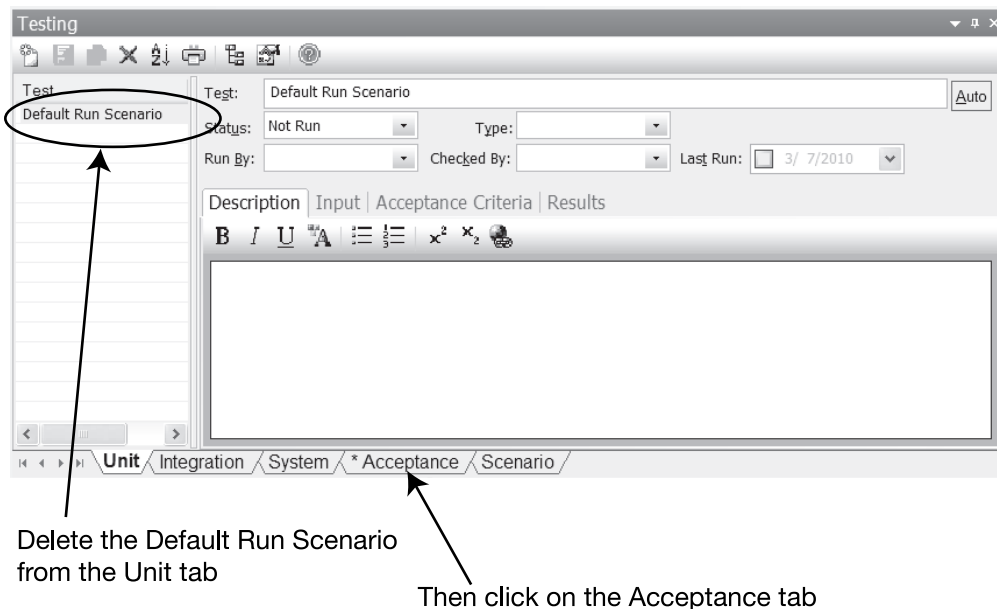 Testing
Test
Default Run Scenario
Test: Default Run Scenario Auto
Status: Not Run Type:
Run By: Checked By: Last Run: 3/ 7/2010
Description Input Acceptance Criteria Results
B I U A x² x₂
Unit Integration System * Acceptance Scenario
Delete the Default Run Scenario
from the Unit tab
Then click on the Acceptance tab